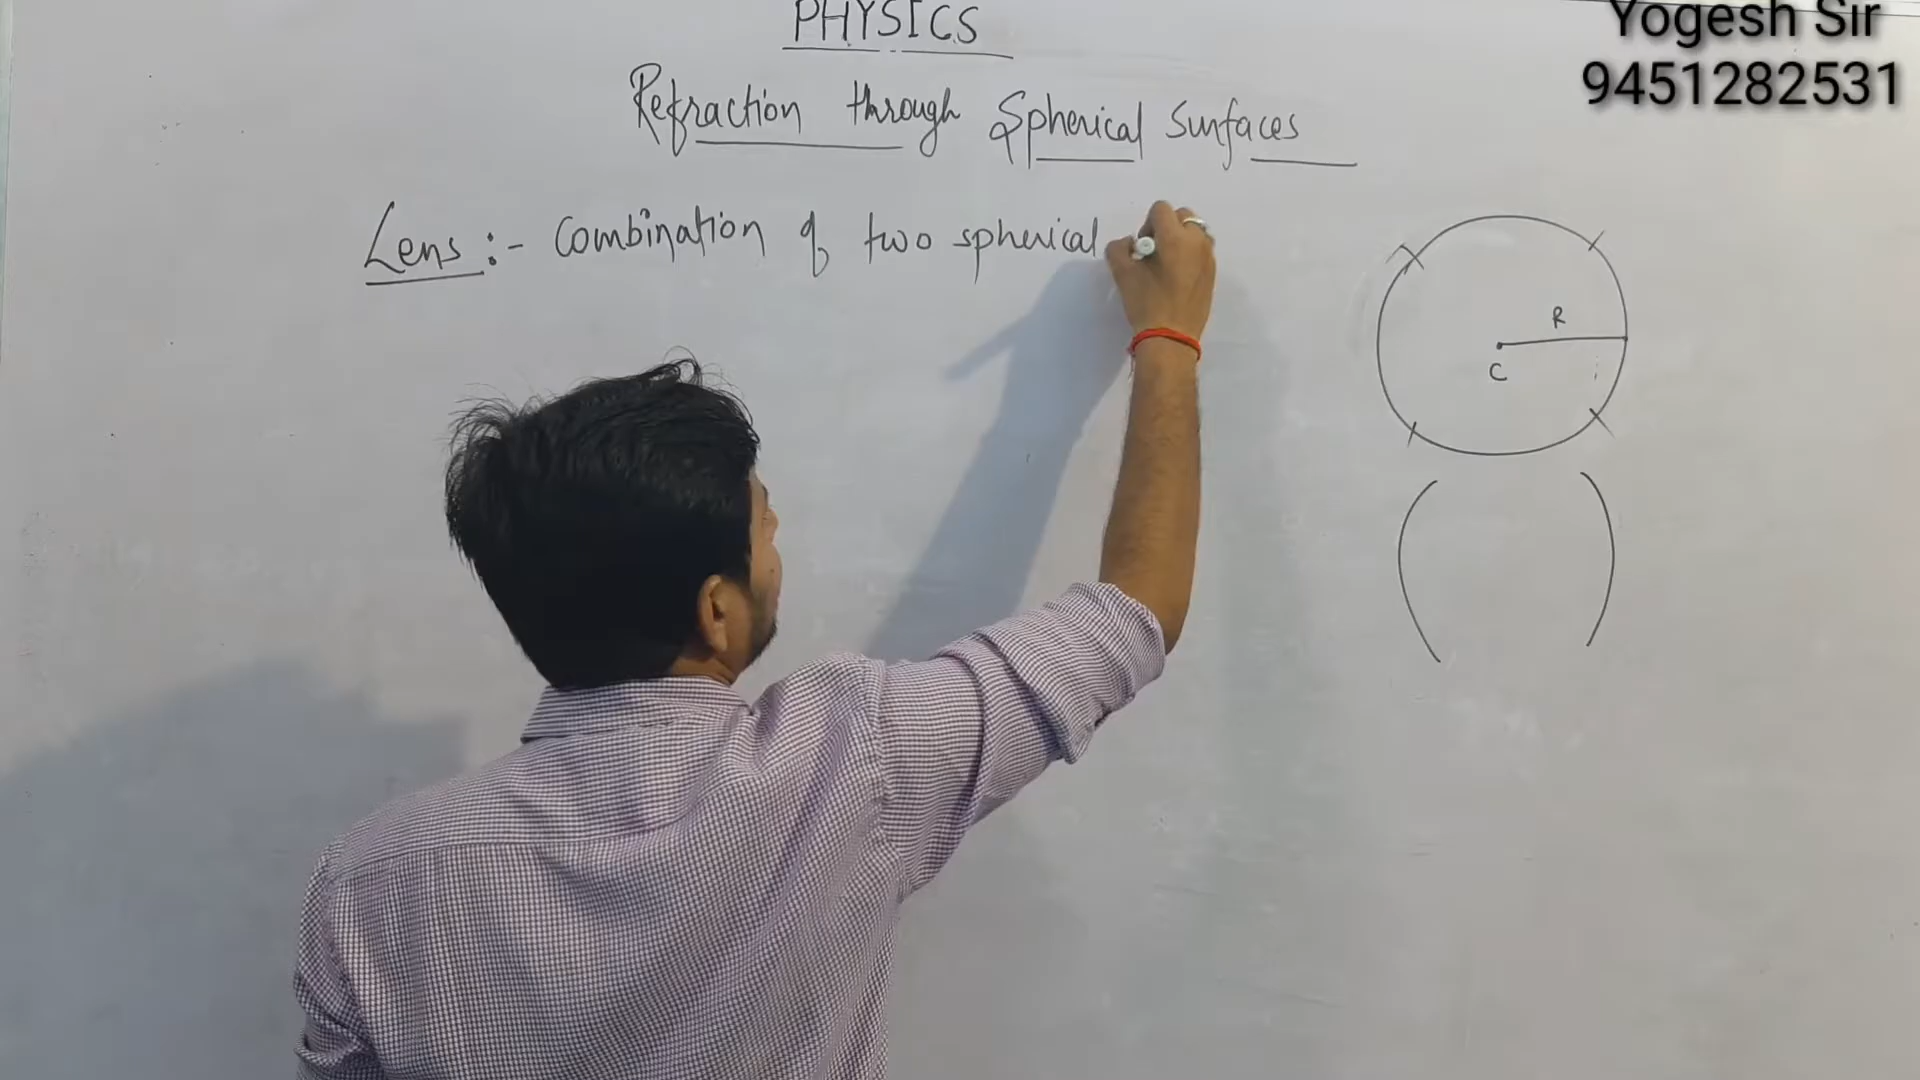 PHYSICS
Yogesh Sir
9451282531
Refraction through Spherical Surfaces
Lens :- Combination of two spherical
R
C